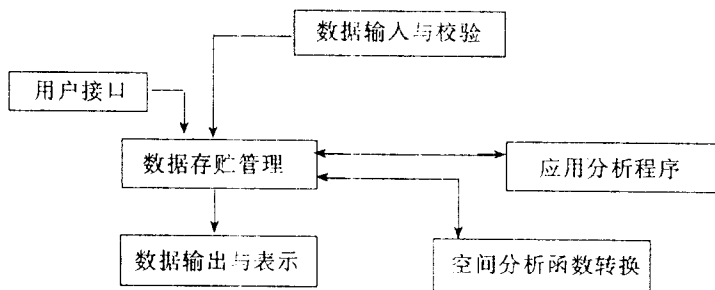 数据输入与校验
用户接口
数据存贮管理
应用分析程序
数据输出与表示
空间分析函数转换